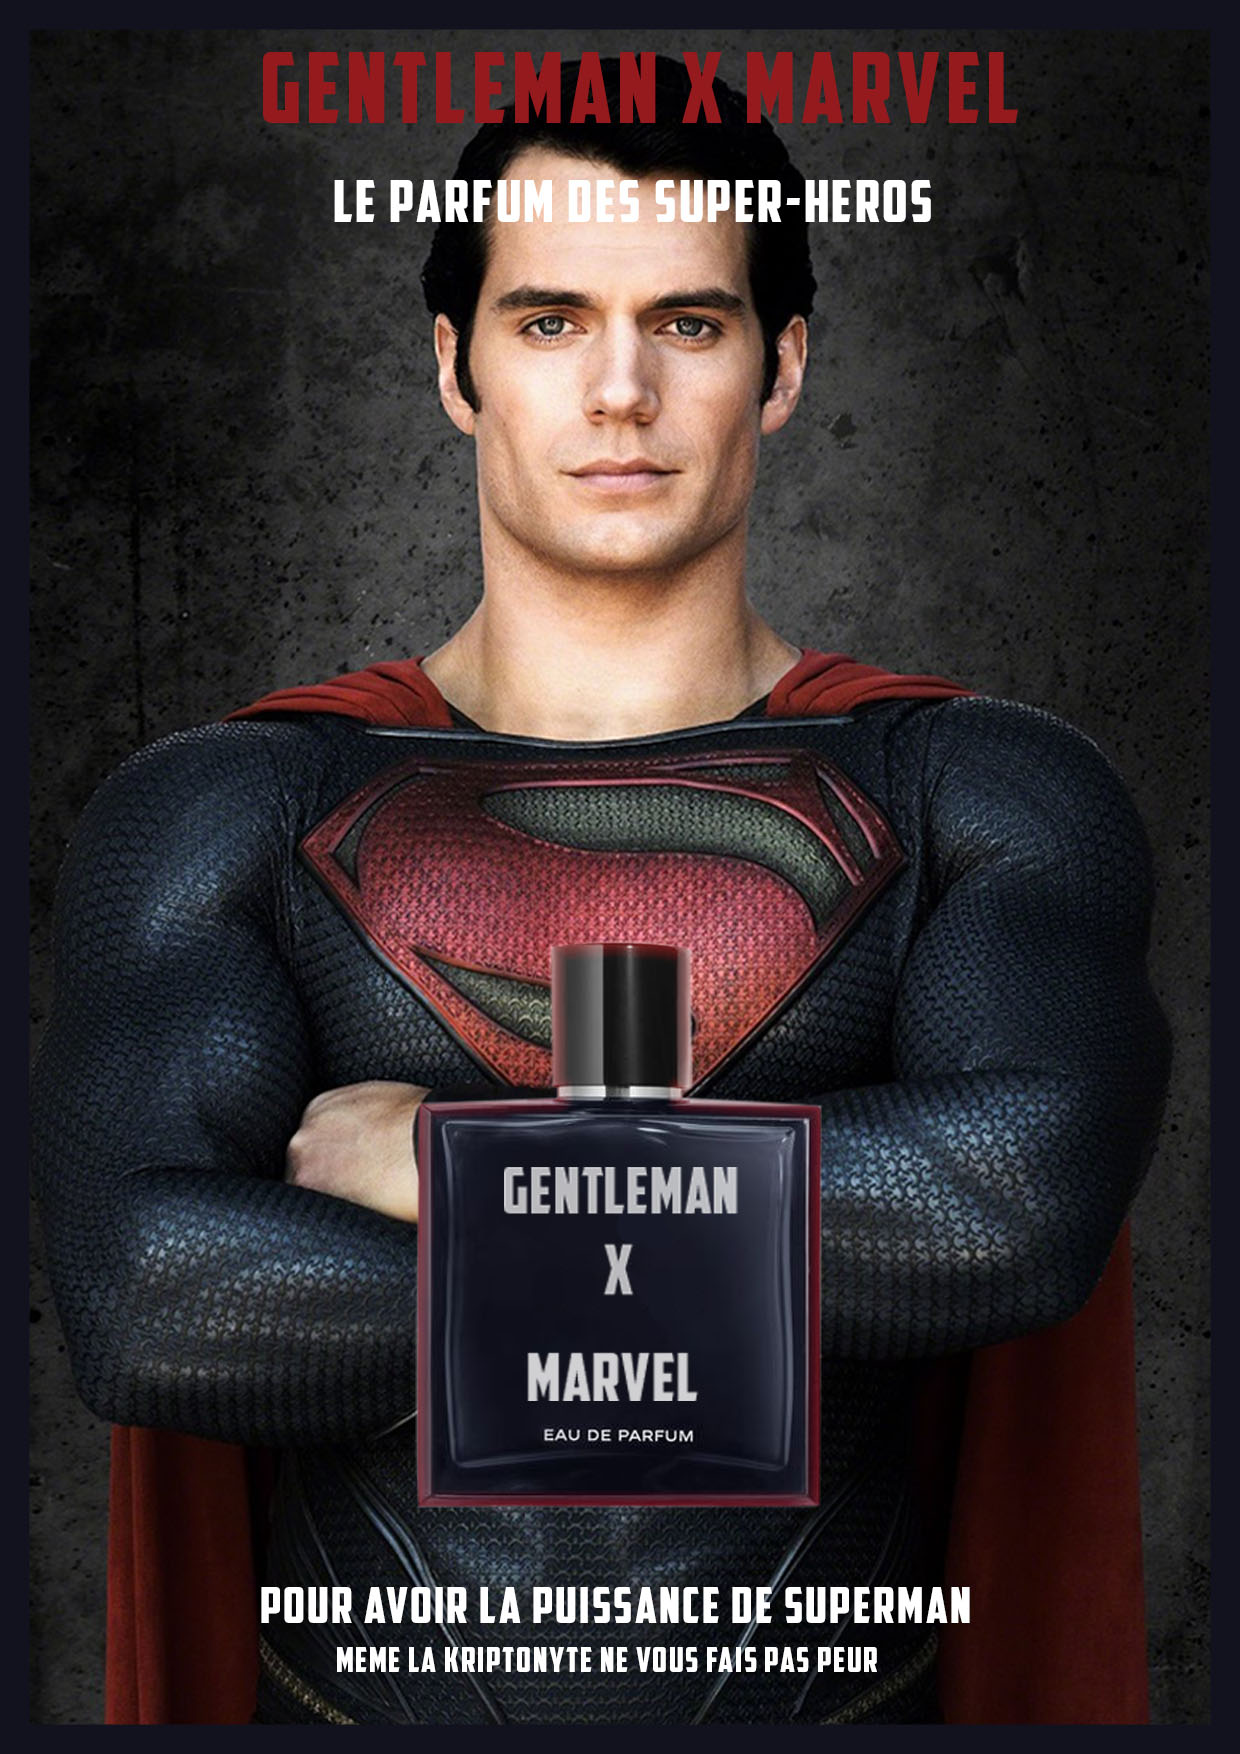 GENTLEMAN X MARVEL
LE PARFUM DES SUPER-HEROS
GENTLEMAN
X
MARVEL
EAU DE PARFUM
POUR AVOIR LA PUISSANCE DE SUPERMAN
MEME LA KRIPTONYTE NE VOUS FAIS PAS PEUR